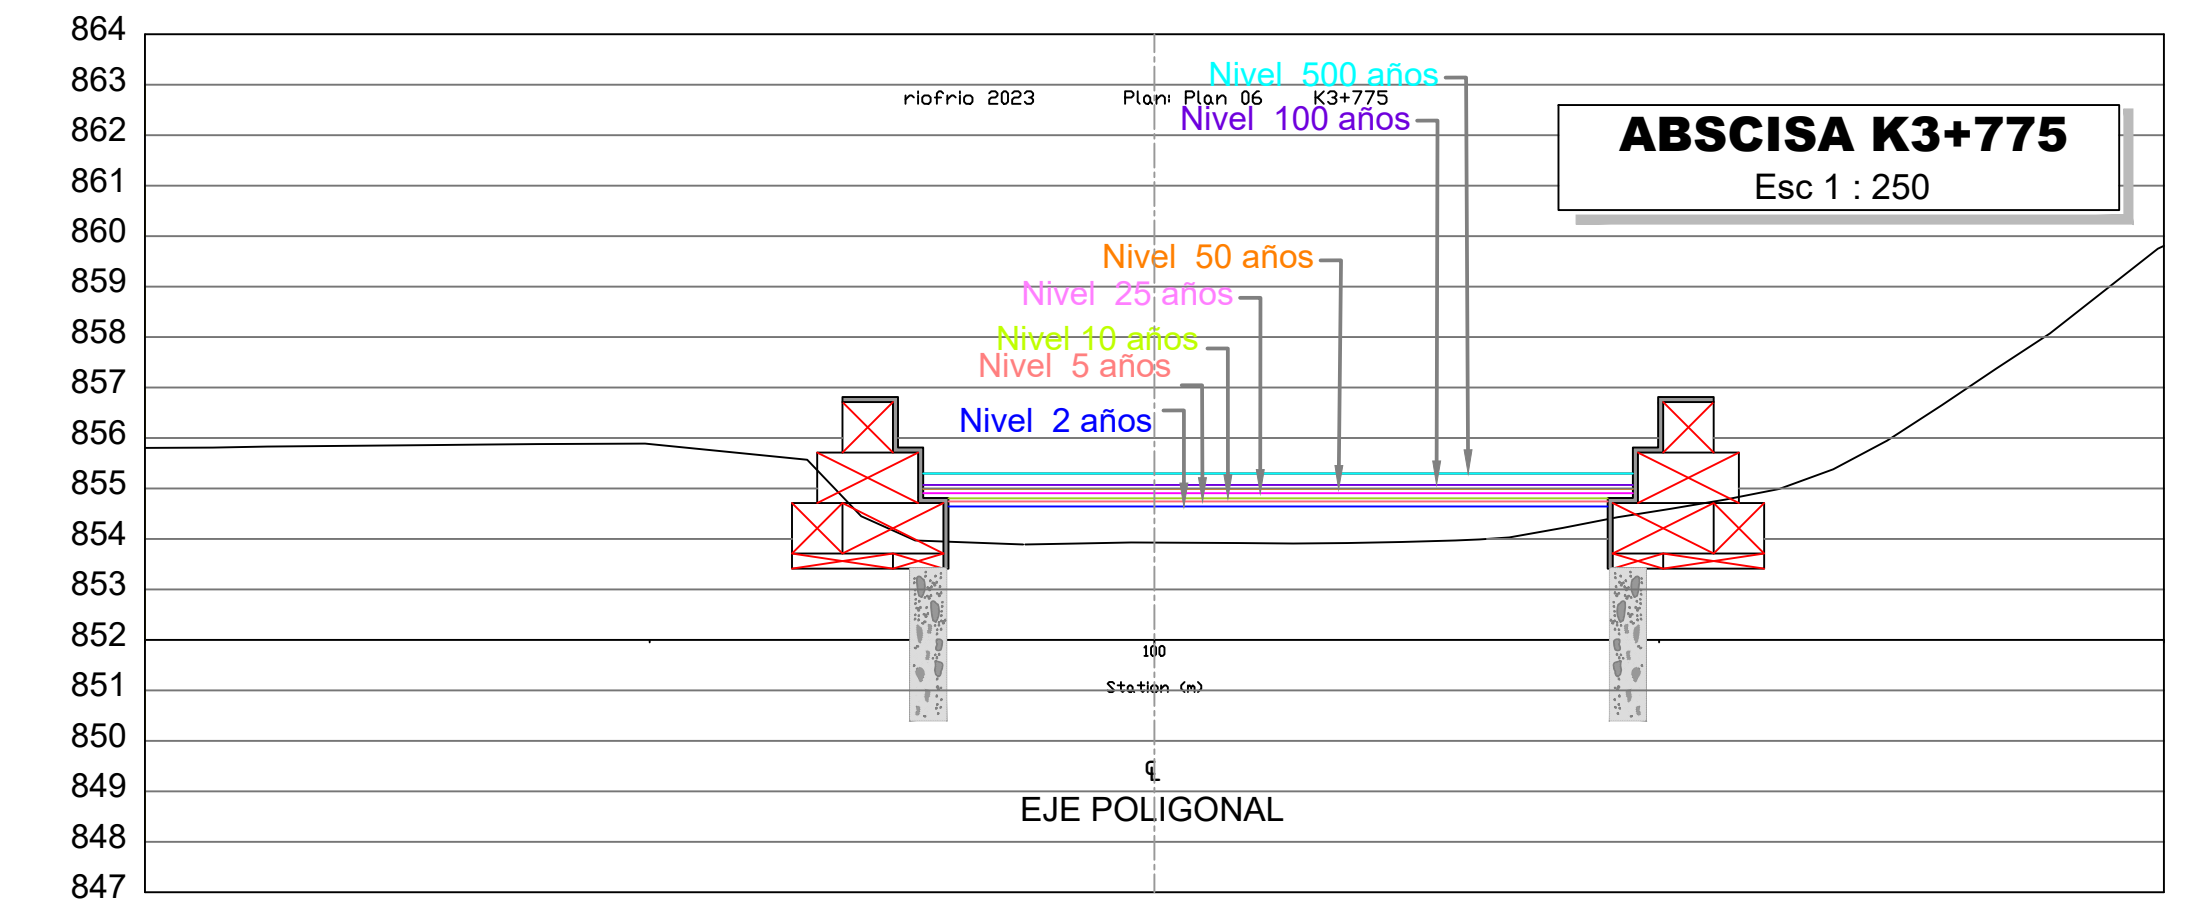 864
863
Nivel 500 años
riofrio 2023 Plan: Plan 06 K3+775
862
Nivel 100 años
ABSCISA K3+775
Esc 1 : 250
861
860
Nivel 50 años
859
Nivel 25 años
858
Nivel 10 años
857
Nivel 5 años
856
Nivel 2 años
855
854
853
852
100
851
Station (m)
850
℄
849
EJE POLIGONAL
848
847